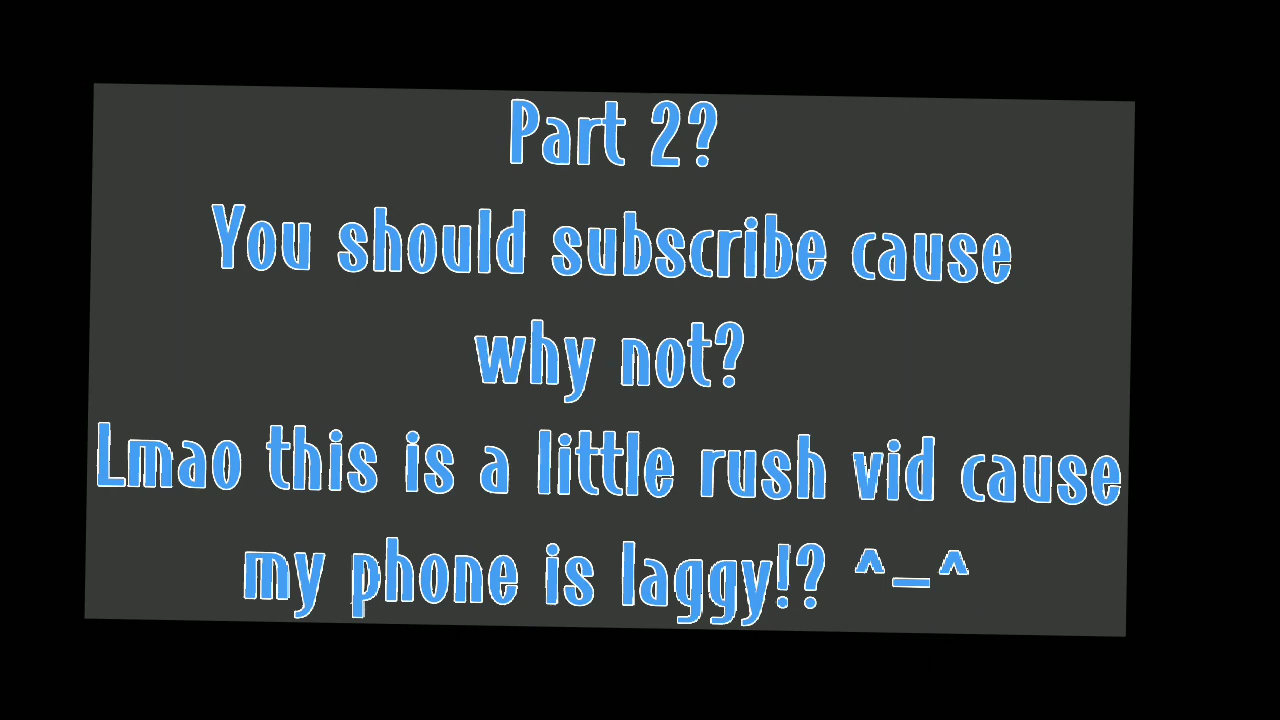 Part 2?
You should subscribe cause
why not?
Lmao this is a little rush vid cause
my phone is laggy!? ^-^